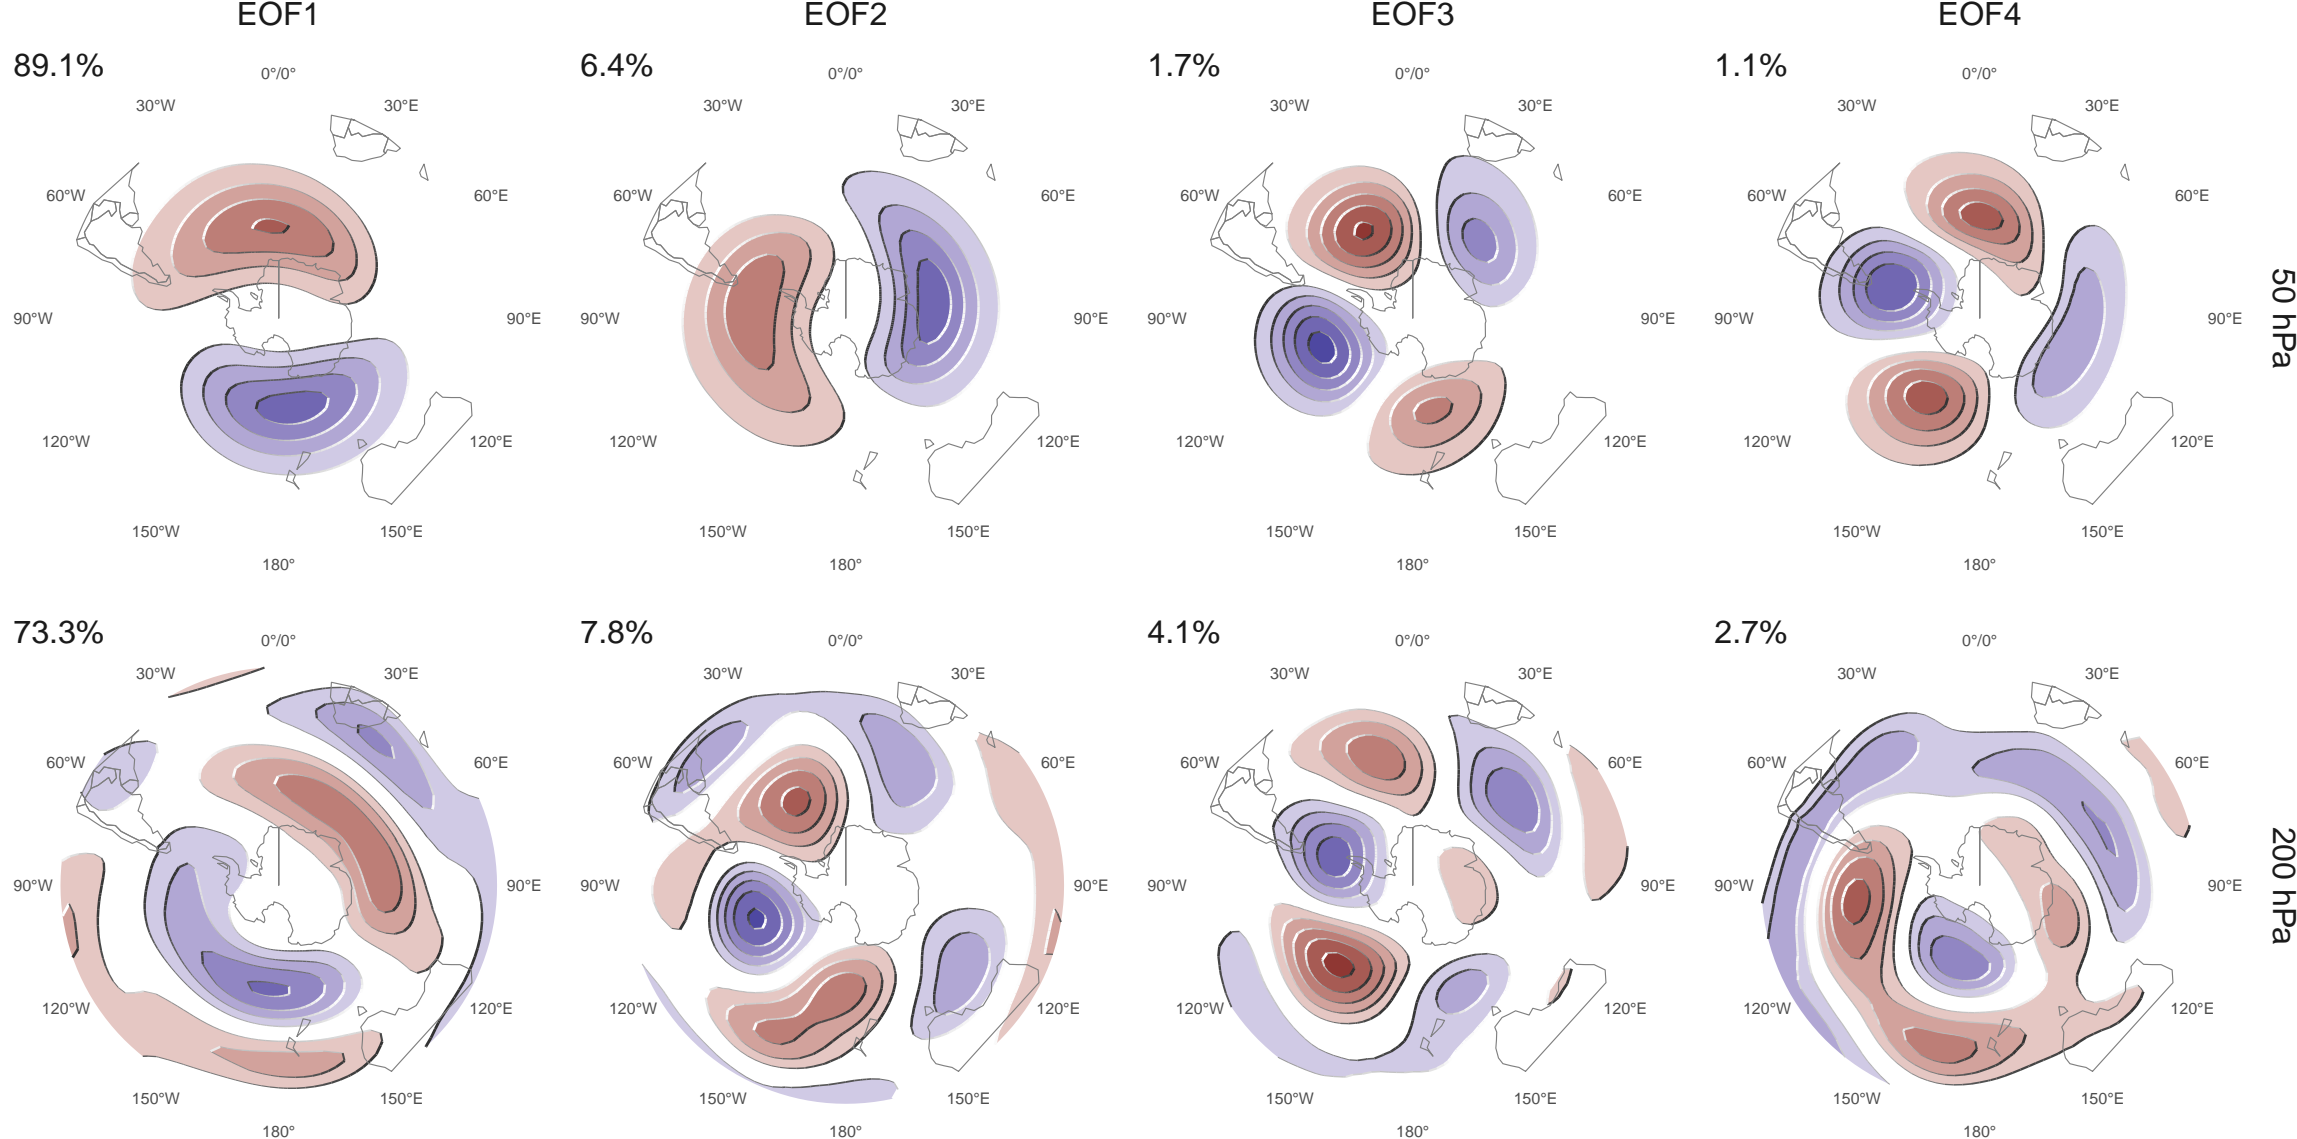 EOF1 EOF2 EOF3 EOF4
89.1% 6.4% 1.7% 1.1%
0°/0° 0°/0° 0°/0° 0°/0°
30°W 30°E 30°W 30°E 30°W 30°E 30°W 30°E
60°W 60°E 60°W 60°E 60°W 60°E 60°W 60°E
90°W 90°E 90°W 90°E 90°W 90°E 90°W 90°E
50 hPa
120°W 120°E 120°W 120°E 120°W 120°E 120°W 120°E
150°W 150°E 150°W 150°E 150°W 150°E 150°W 150°E
180° 180° 180° 180°
73.3% 7.8% 4.1% 2.7%
0°/0° 0°/0° 0°/0° 0°/0°
30°W 30°E 30°W 30°E 30°W 30°E 30°W 30°E
60°W 60°E 60°W 60°E 60°W 60°E 60°W 60°E
90°W 90°E 90°W 90°E 90°W 90°E 90°W 90°E
200 hPa
120°W 120°E 120°W 120°E 120°W 120°E 120°W 120°E
150°W 150°E 150°W 150°E 150°W 150°E 150°W 150°E
180° 180° 180° 180°